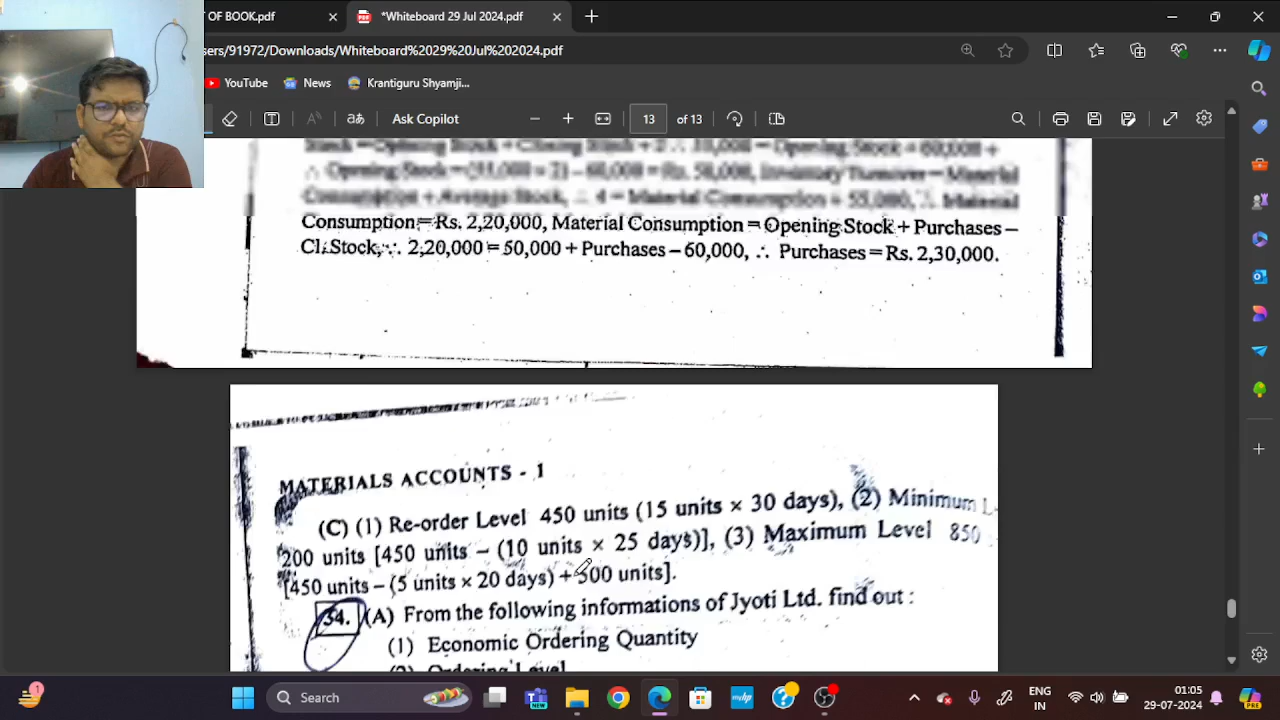 OF BOOK.pdf
*Whiteboard 29 Jul 2024.pdf
sers/91972/Downloads/Whiteboard%2029%20Jul%202024.pdf
YouTube
News
Krantiguru Shyamji...
Ask Copilot
13
of 13
Consumption = Rs. 2,20,000, Material Consumption = Opening Stock + Purchases –
Cl. Stock, ∵ 2,20,000 = 50,000 + Purchases – 60,000, ∴ Purchases = Rs. 2,30,000.
MATERIALS ACCOUNTS - 1
(C) (1) Re-order Level 450 units (15 units × 30 days), (2) Minimum
200 units [450 units – (10 units × 25 days)], (3) Maximum Level 850
[450 units – (5 units × 20 days) + 500 units].
34. (A) From the following informations of Jyoti Ltd. find out :
(1) Economic Ordering Quantity
(2) Ordering Level
Search
ENG
IN
10:05
29-07-2024